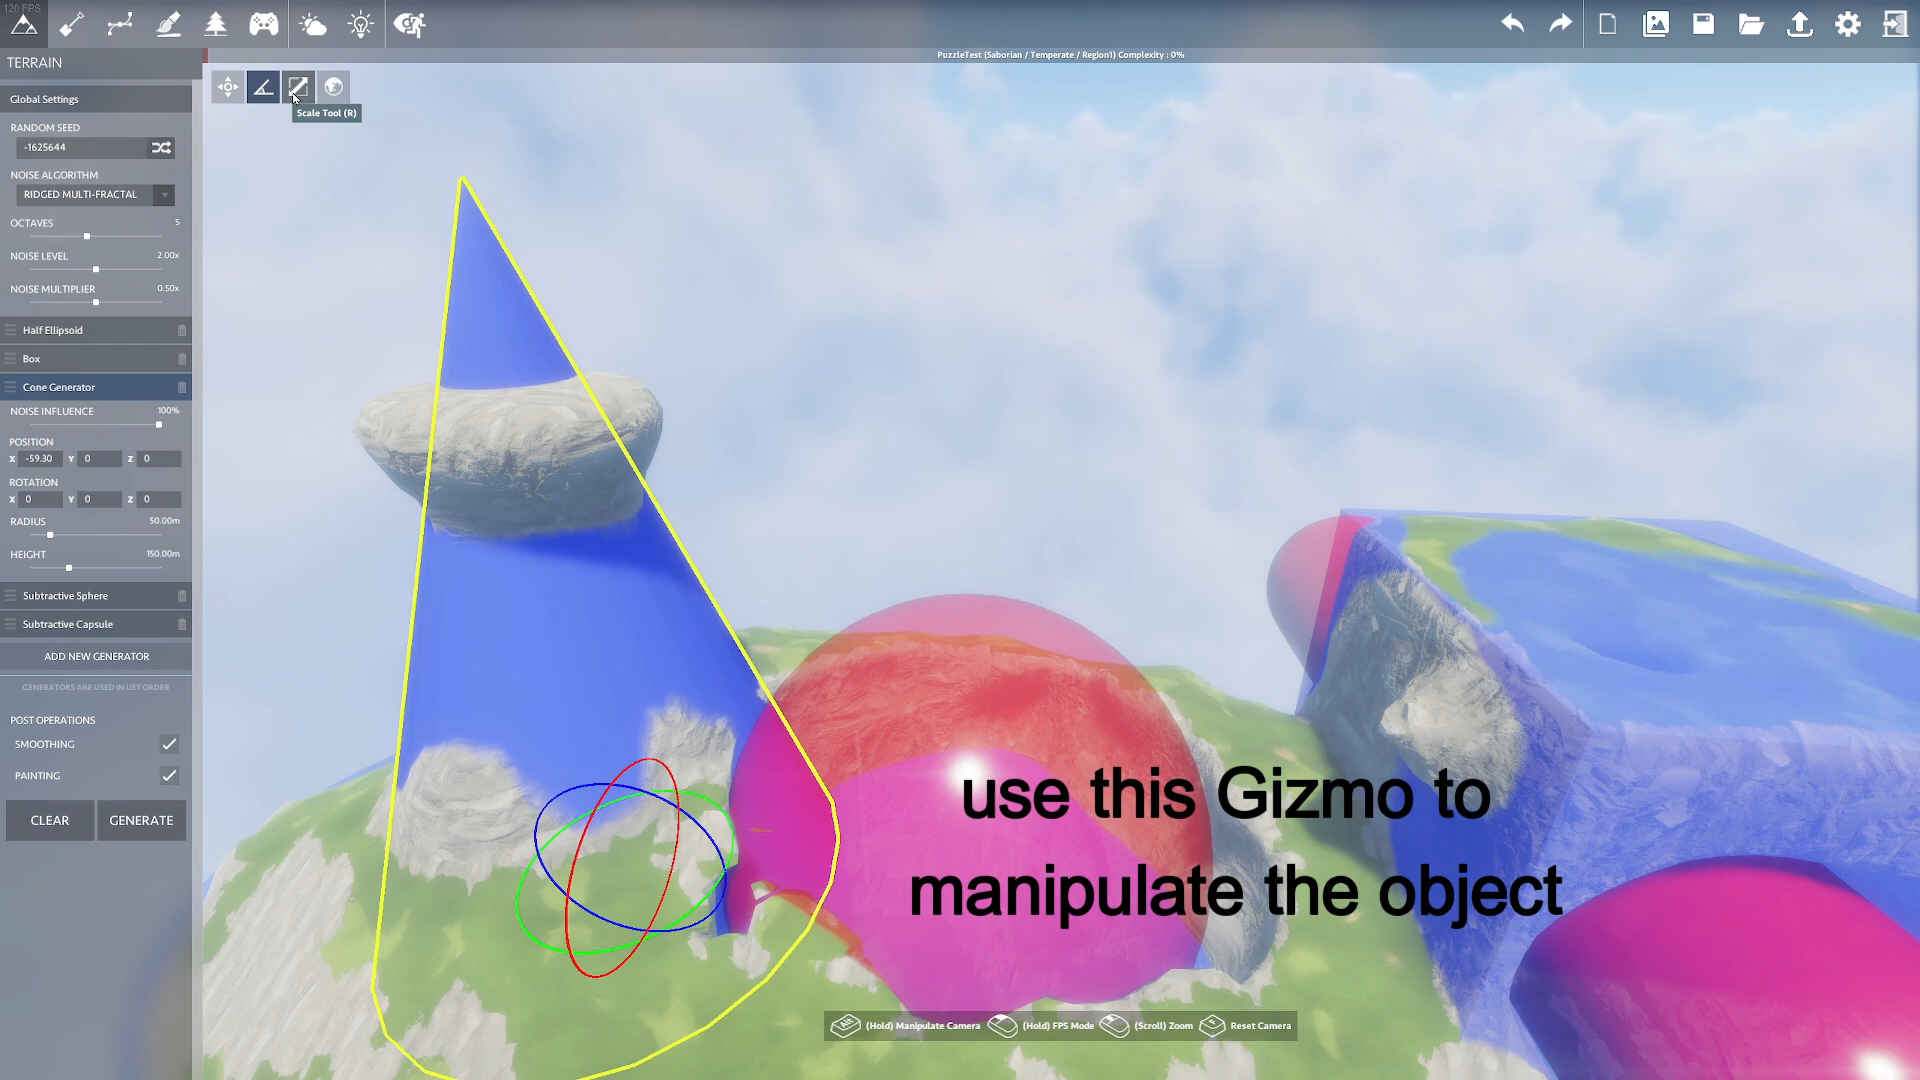 120 FPS
PuzzleTest (Saborian / Temperate / Region1) Complexity : 0%
TERRAIN
Scale Tool (R)
Global Settings
RANDOM SEED
-1625644
NOISE ALGORITHM
RIDGED MULTI-FRACTAL
OCTAVES 5
NOISE LEVEL 2.00x
NOISE MULTIPLIER 0.50x
Half Ellipsoid
Box
Cone Generator
NOISE INFLUENCE 100%
POSITION
X -59.30 Y 0 Z 0
ROTATION
X 0 Y 0 Z 0
RADIUS 50.00m
HEIGHT 150.00m
Subtractive Sphere
Subtractive Capsule
ADD NEW GENERATOR
GENERATORS ARE USED IN LIST ORDER
POST OPERATIONS
SMOOTHING
PAINTING
CLEAR GENERATE
use this Gizmo to
manipulate the object
Alt (Hold) Manipulate Camera (Hold) FPS Mode (Scroll) Zoom Reset Camera